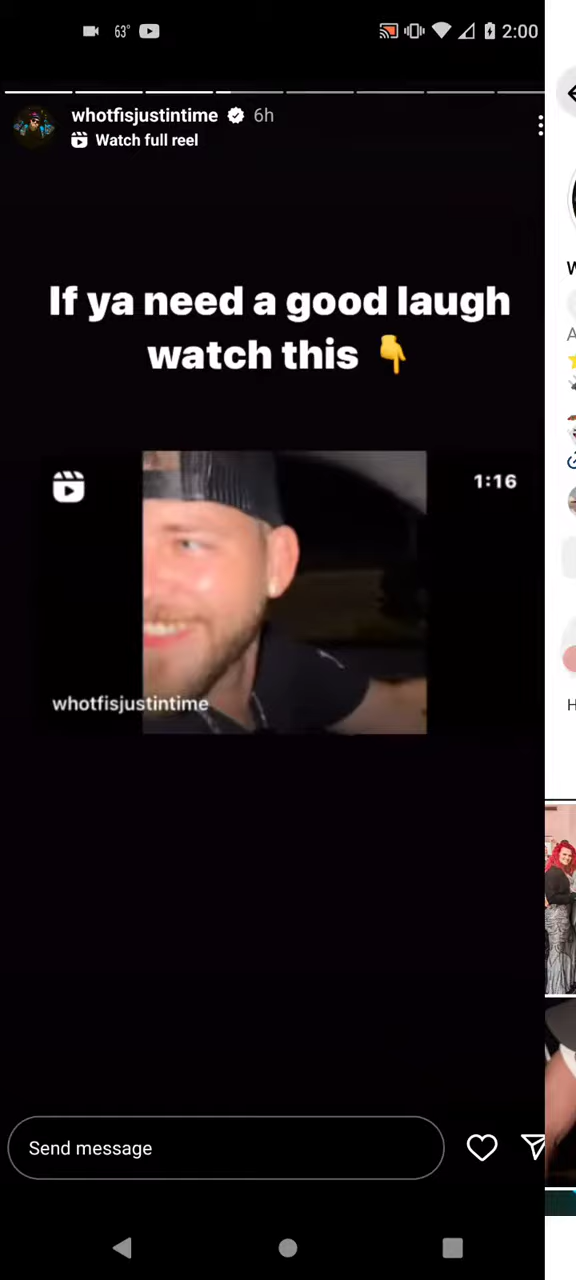 63°
2:00
whotfisjustintime 6h
Watch full reel
If ya need a good laugh
watch this 👇
1:16
whotfisjustintime
Send message
W
A
H